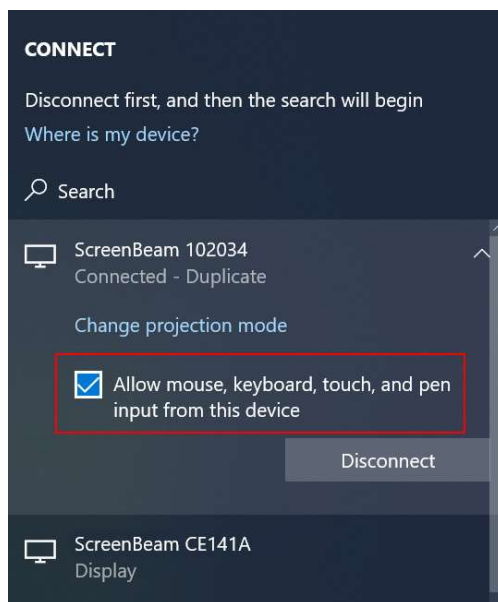 CONNECT
Disconnect first, and then the search will begin
Where is my device?
Search
ScreenBeam 102034
Connected - Duplicate
Change projection mode
Allow mouse, keyboard, touch, and pen
input from this device
Disconnect
ScreenBeam CE141A
Display